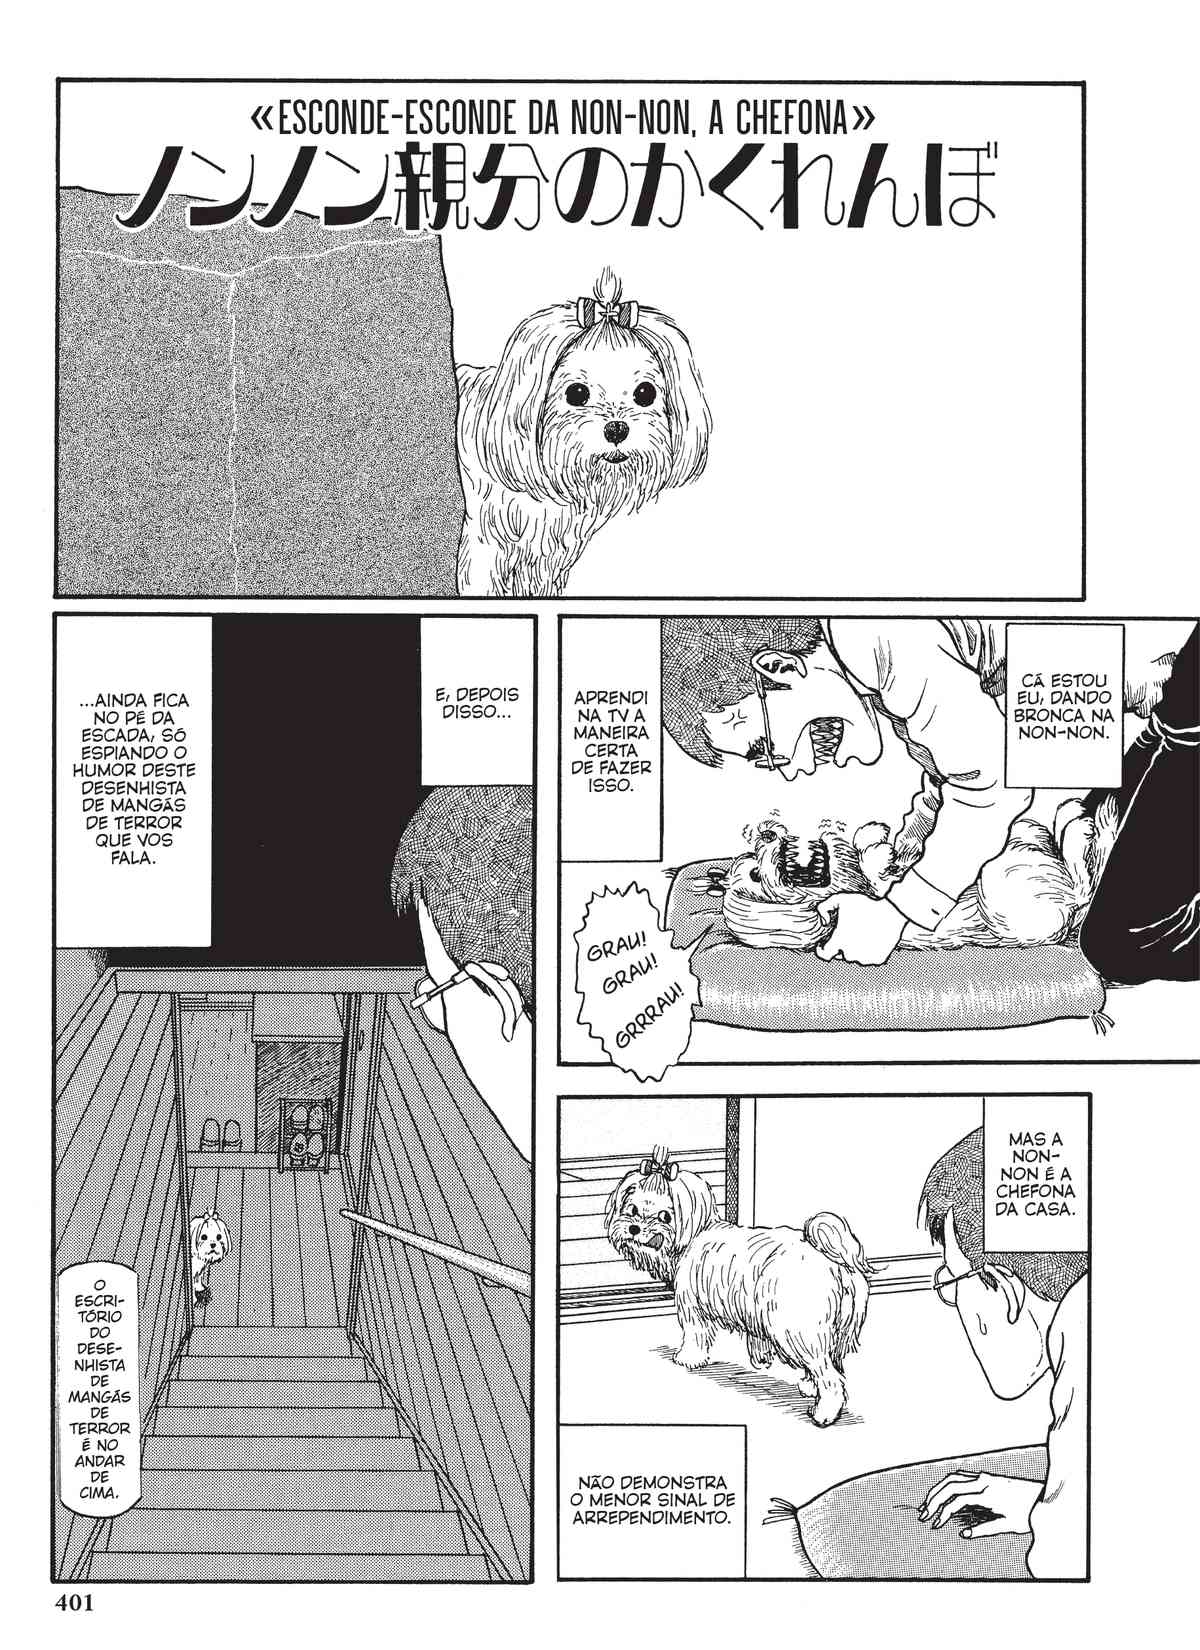 «ESCONDE-ESCONDE DA NON-NON, A CHEFONA»
ノンノン親分のかくれんぼ
CÁ ESTOU
EU, DANDO
BRONCA NA
NON-NON.
APRENDI
NA TV A
MANEIRA
CERTA
DE FAZER
ISSO.
GRAU!
GRAU!
GRRRAU!
MAS A
NON-
NON É A
CHEFONA
DA CASA.
NÃO DEMONSTRA
O MENOR SINAL DE
ARREPENDIMENTO.
E, DEPOIS
DISSO...
...AINDA FICA
NO PÉ DA
ESCADA, SÓ
ESPIANDO O
HUMOR DESTE
DESENHISTA
DE MANGÁS
DE TERROR
QUE VOS
FALA.
O
ESCRI-
TÓRIO
DO
DESE-
NHISTA
DE
MANGÁS
DE
TERROR
É NO
ANDAR
DE
CIMA.
401